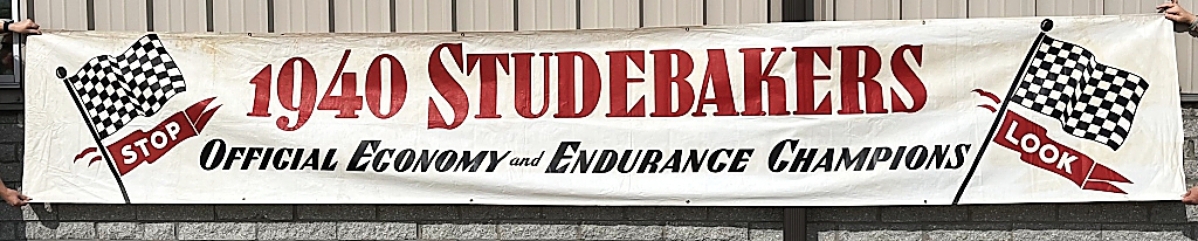 1940 STUDEBAKERS
STOP
OFFICIAL ECONOMY and ENDURANCE CHAMPIONS
LOOK